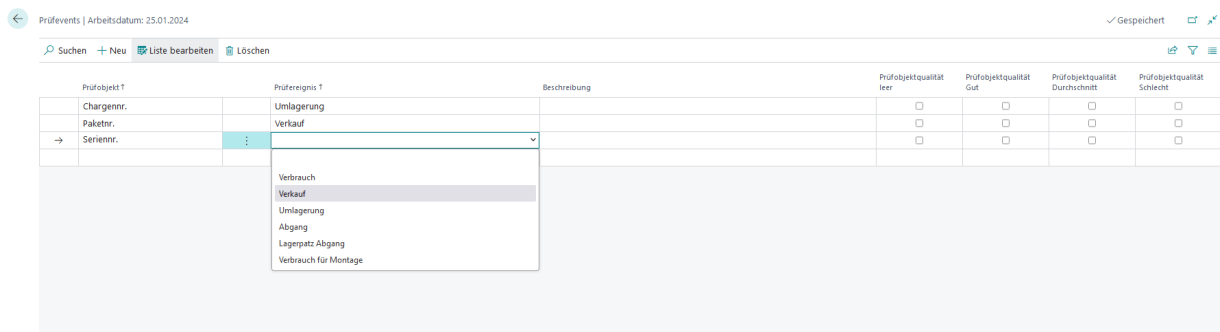 Prüfevents | Arbeitsdatum: 25.01.2024
Gespeichert
Suchen Neu Liste bearbeiten Löschen
Prüfobjekt ↑ Prüfereignis ↑ Beschreibung Prüfobjektqualität leer Prüfobjektqualität Gut Prüfobjektqualität Durchschnitt Prüfobjektqualität Schlecht
Chargennr. Umlagerung
Paketnr. Verkauf
Seriennr.
Verbrauch
Verkauf
Umlagerung
Abgang
Lagerpatz Abgang
Verbrauch für Montage